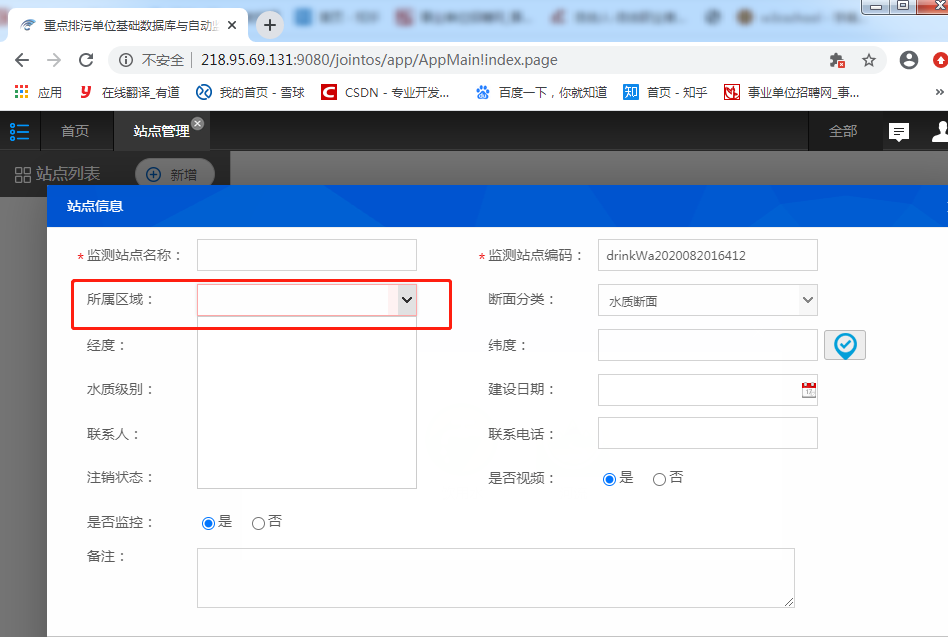 重点排污单位基础数据库与自动监
不安全 218.95.69.131:9080/jointos/app/AppMain!index.page
应用 在线翻译_有道 我的首页 - 雪球 CSDN - 专业开发... 百度一下，你就知道 首页 - 知乎 事业单位招聘网_事... »
首页 站点管理 全部
站点列表 新增
站点信息
*监测站点名称： *监测站点编码： drinkWa2020082016412
所属区域： 断面分类： 水质断面
经度： 纬度：
水质级别： 建设日期：
联系人： 联系电话：
注销状态： 是否视频： 是 否
是否监控： 是 否
备注：